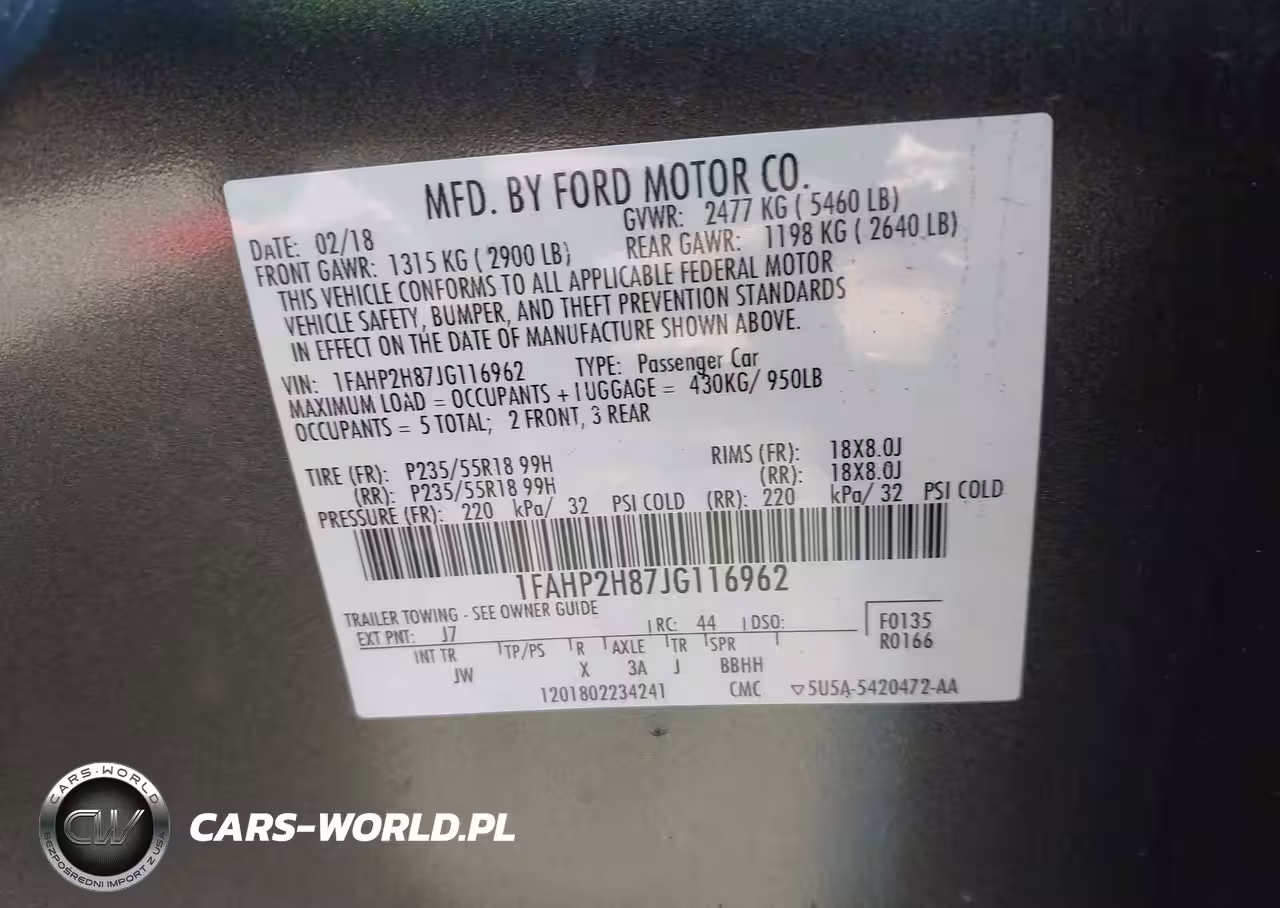 MFD. BY FORD MOTOR CO.
DATE: 02/18 GVWR: 2477 KG ( 5460 LB)
FRONT GAWR: 1315 KG ( 2900 LB) REAR GAWR: 1198 KG ( 2640 LB)
THIS VEHICLE CONFORMS TO ALL APPLICABLE FEDERAL MOTOR
VEHICLE SAFETY, BUMPER, AND THEFT PREVENTION STANDARDS
IN EFFECT ON THE DATE OF MANUFACTURE SHOWN ABOVE.
VIN: 1FAHP2H87JG116962 TYPE: Passenger Car
MAXIMUM LOAD = OCCUPANTS + LUGGAGE = 430KG/ 950LB
OCCUPANTS = 5 TOTAL; 2 FRONT, 3 REAR
TIRE (FR): P235/55R18 99H RIMS (FR): 18X8.0J
(RR): P235/55R18 99H (RR): 18X8.0J
PRESSURE (FR): 220 kPa/ 32 PSI COLD (RR): 220 kPa/ 32 PSI COLD
1FAHP2H87JG116962
TRAILER TOWING - SEE OWNER GUIDE
EXT PNT: J7 RC: 44 DSO: F0135
INT TR TP/PS R AXLE TR SPR R0166
JW X 3A J BBHH
1201802234241 CMC ▽5U5A-5420472-AA
CARS-WORLD
CW
BEZPOŚREDNI IMPORT Z USA
CARS-WORLD.PL